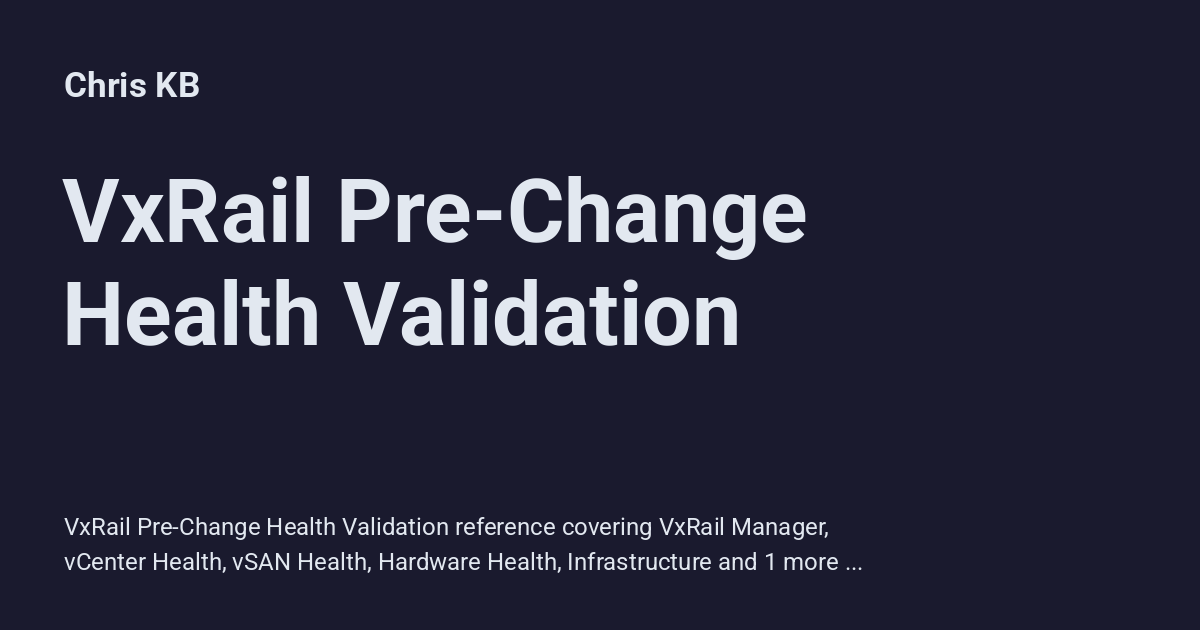 Chris KB
VxRail Pre-Change
Health Validation
VxRail Pre-Change Health Validation reference covering VxRail Manager,
vCenter Health, vSAN Health, Hardware Health, Infrastructure and 1 more ...